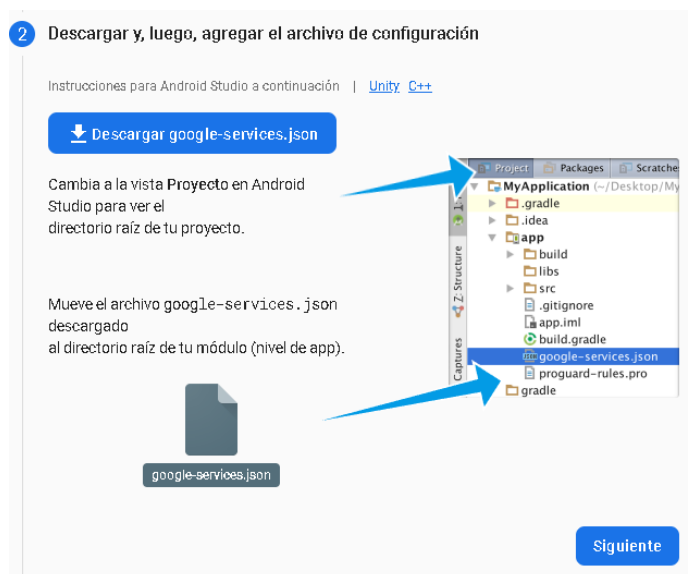 2 Descargar y, luego, agregar el archivo de configuración
Instrucciones para Android Studio a continuación | Unity C++
Descargar google-services.json
Cambia a la vista Proyecto en Android
Studio para ver el
directorio raíz de tu proyecto.
Mueve el archivo google-services.json
descargado
al directorio raíz de tu módulo (nivel de app).
google-services.json
Project Packages Scratche
MyApplication (~/Desktop/My
.gradle
.idea
app
build
libs
src
.gitignore
app.iml
build.gradle
google-services.json
proguard-rules.pro
gradle
Z: Structure
Captures
Siguiente